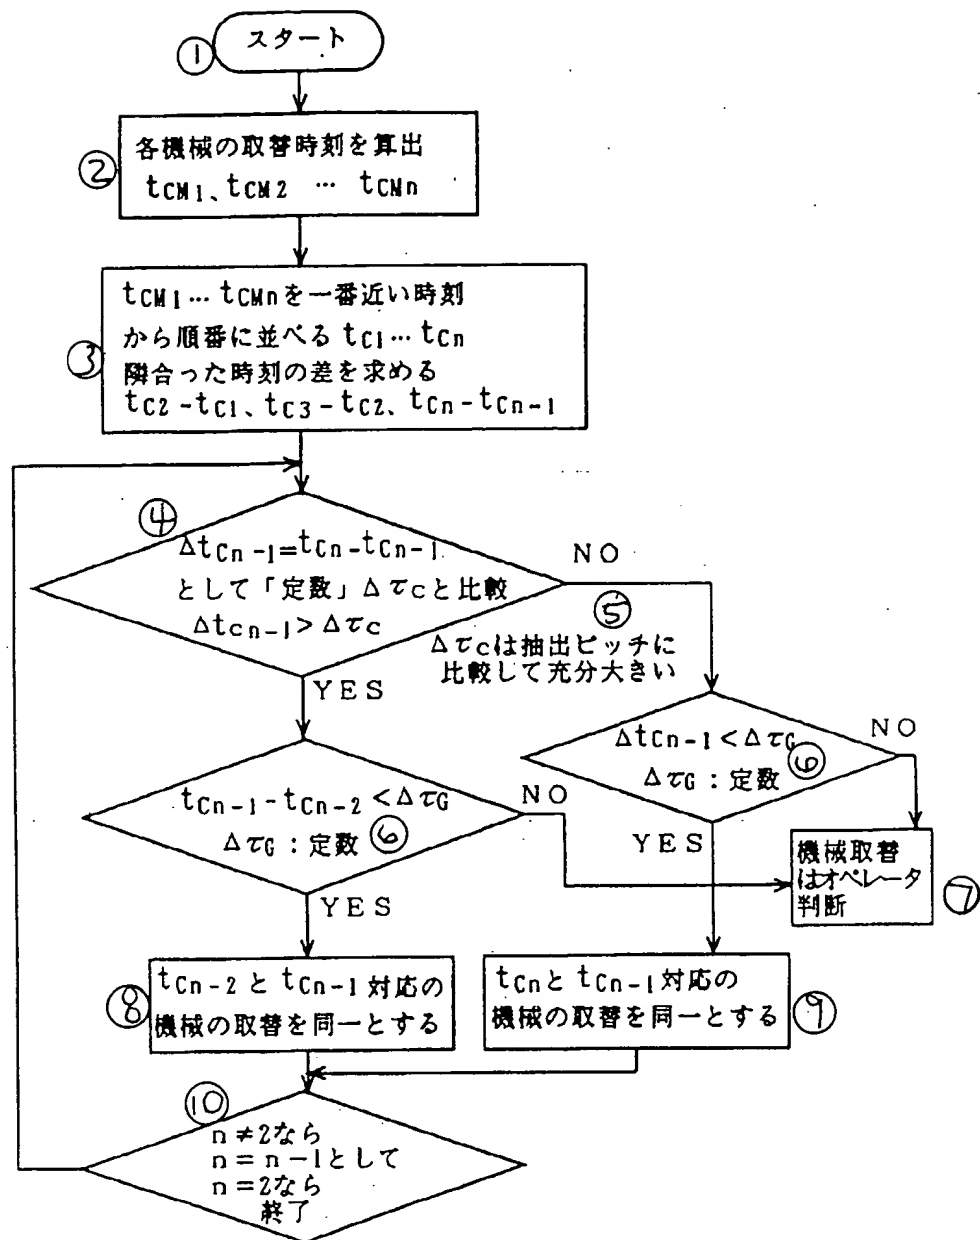 ① スタート
② 各機械の取替時刻を算出
tCM1、tCM2 … tCMn
tCM1…tCMnを一番近い時刻
から順番に並べる tC1…tCn
③ 隣合った時刻の差を求める
tC2-tC1、tC3-tC2、tCn-tCn-1
④
ΔtCn-1=tCn-tCn-1
として「定数」Δτcと比較
Δtcn-1>Δτc
NO
⑤
Δτcは抽出ピッチに
比較して充分大きい
YES
ΔtCn-1<ΔτG
ΔτG:定数 ⑥
NO
YES
tCn-1-tCn-2<ΔτG
ΔτG:定数 ⑥
NO
YES
機械取替
はオペレータ
判断
⑦
⑧ tCn-2とtCn-1対応の
機械の取替を同一とする
tCnとtCn-1対応の
機械の取替を同一とする
⑨
⑩
n≠2なら
n=n-1として
n=2なら
終了